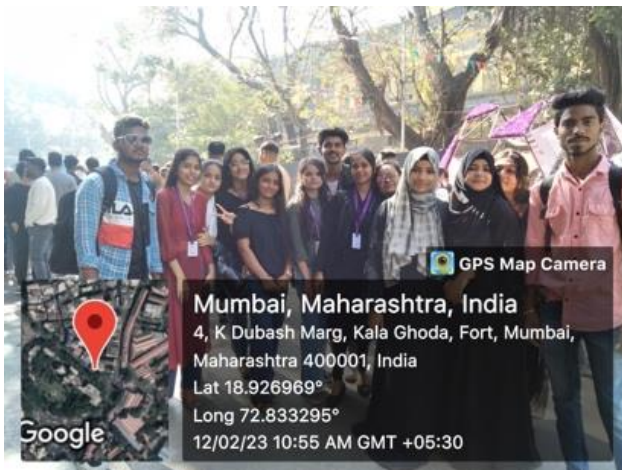 GPS Map Camera
Mumbai, Maharashtra, India
4, K Dubash Marg, Kala Ghoda, Fort, Mumbai,
Maharashtra 400001, India
Lat 18.926969°
Long 72.833295°
12/02/23 10:55 AM GMT +05:30
Google